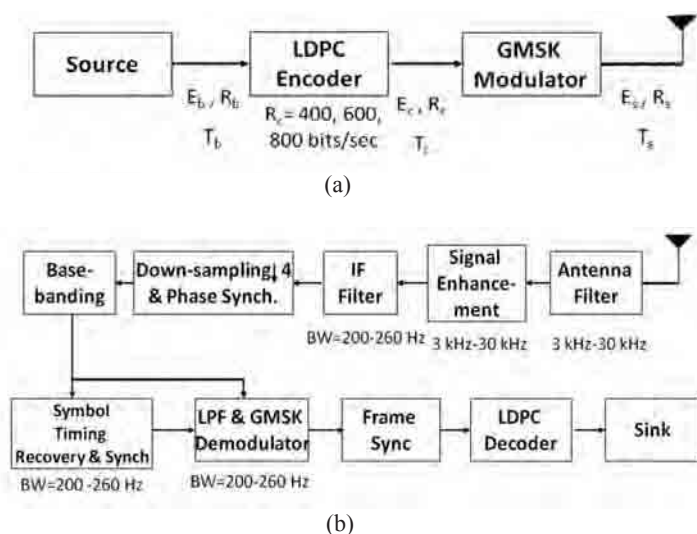 Source
LDPC
Encoder
GMSK
Modulator
E_b / R_b
T_b
R_c= 400, 600,
800 bits/sec
E_c, R_c
E_s/ R_s
T_s
(a)
Base-
banding
Down-sampling↓ 4
& Phase Synch.
IF
Filter
Signal
Enhance-
ment
Antenna
Filter
BW=200-260 Hz
3 kHz-30 kHz
3 kHz-30 kHz
Symbol
Timing
Recovery & Synch
LPF & GMSK
Demodulator
Frame
Sync
LDPC
Decoder
Sink
BW=200 -260 Hz
BW=200-260 Hz
(b)